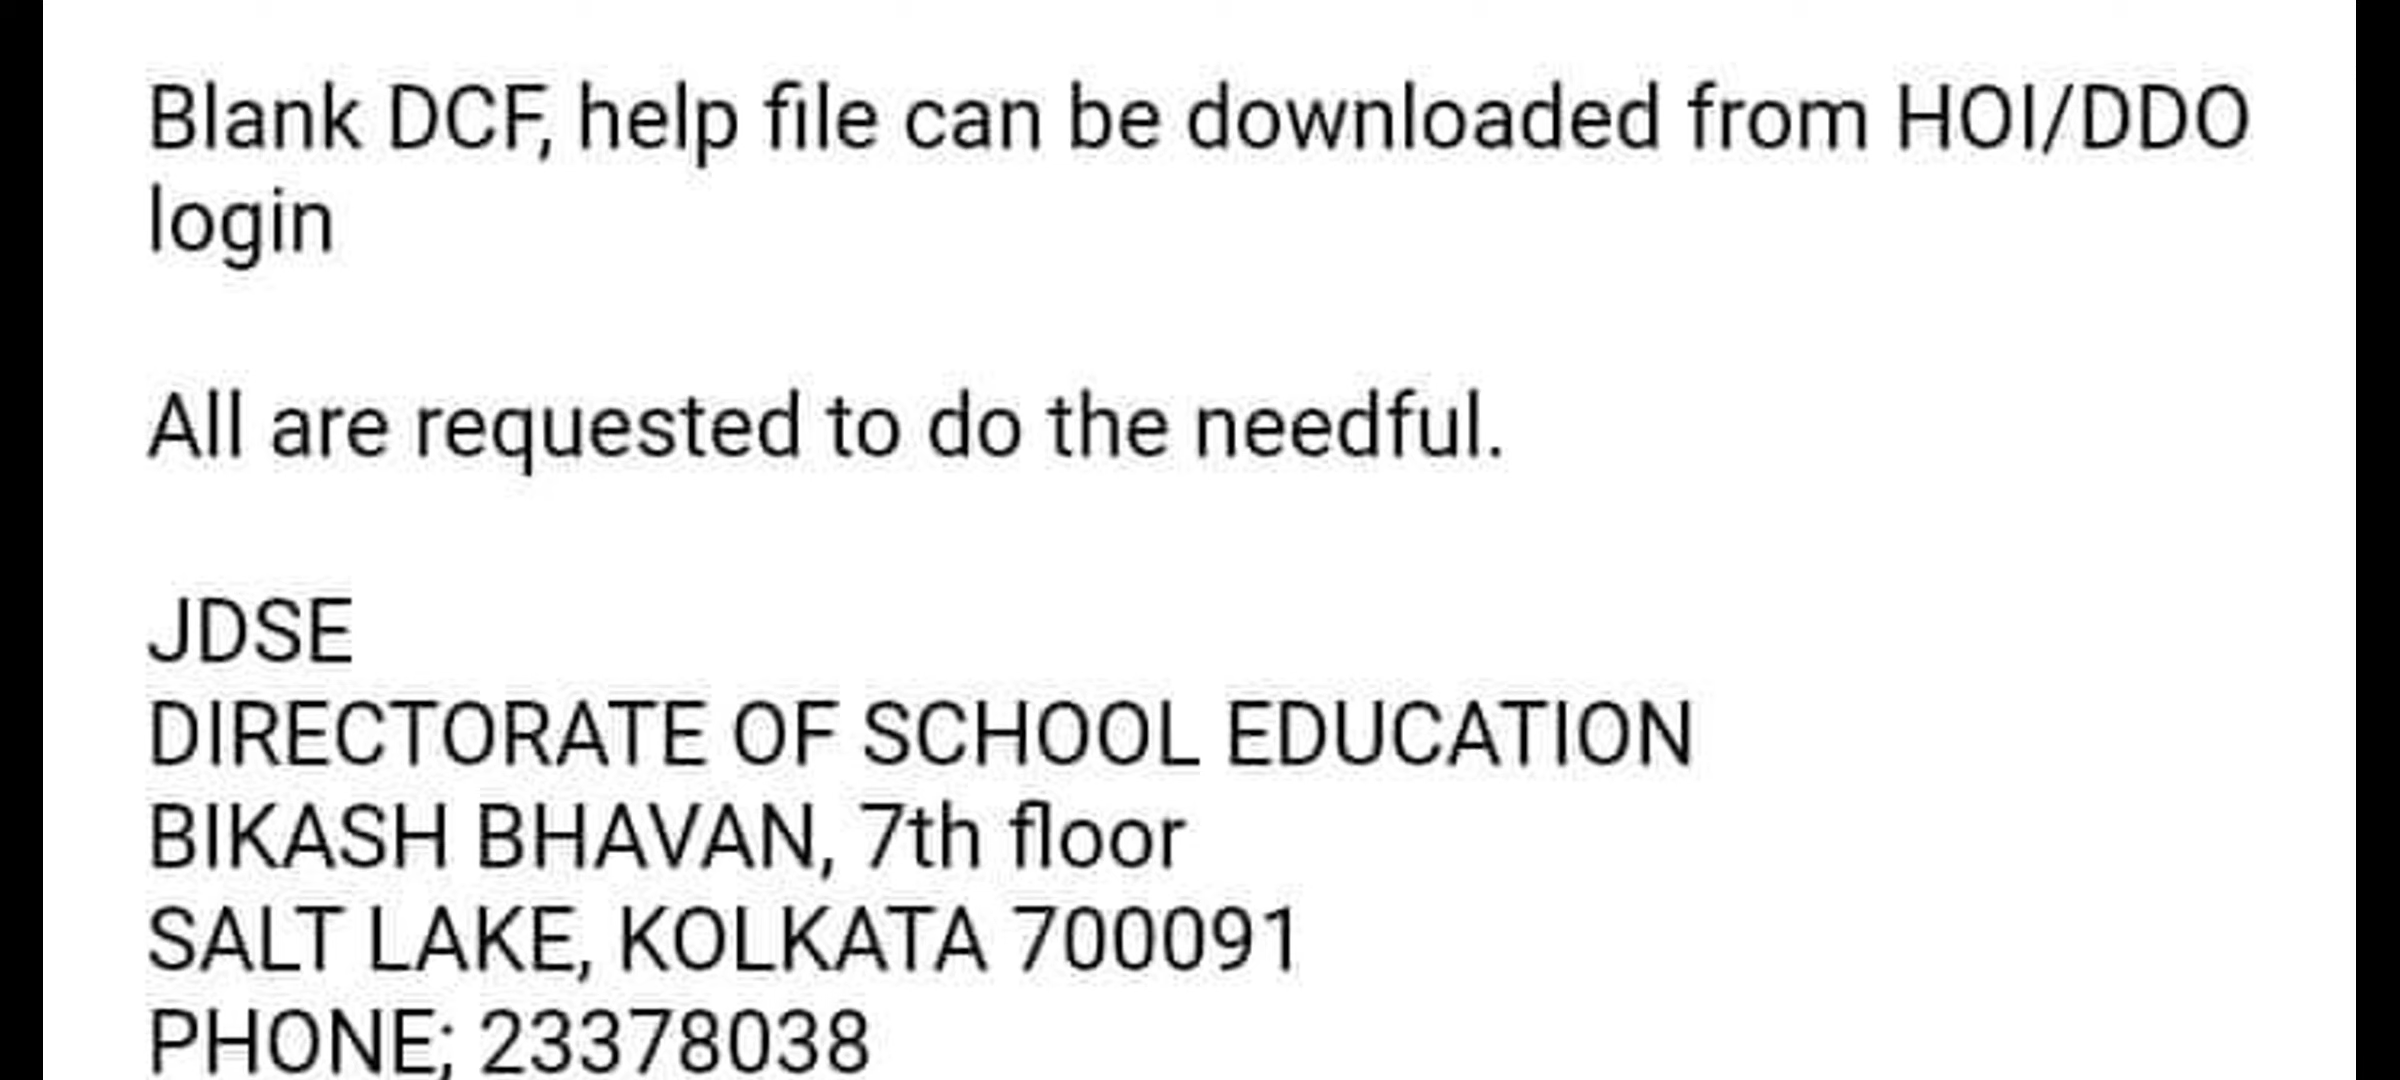 Blank DCF, help file can be downloaded from HOI/DDO
login
All are requested to do the needful.
JDSE
DIRECTORATE OF SCHOOL EDUCATION
BIKASH BHAVAN, 7th floor
SALT LAKE, KOLKATA 700091
PHONE; 23378038